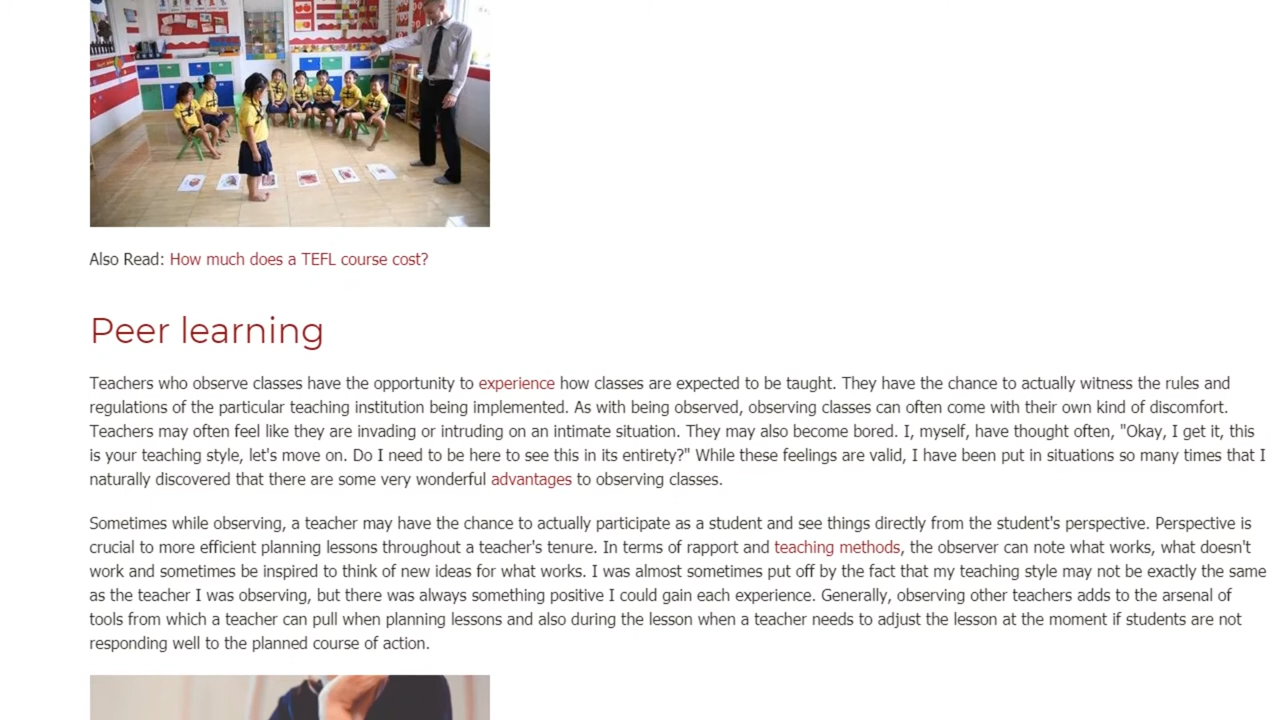 Also Read: How much does a TEFL course cost?
Peer learning
Teachers who observe classes have the opportunity to experience how classes are expected to be taught. They have the chance to actually witness the rules and
regulations of the particular teaching institution being implemented. As with being observed, observing classes can often come with their own kind of discomfort.
Teachers may often feel like they are invading or intruding on an intimate situation. They may also become bored. I, myself, have thought often, "Okay, I get it, this
is your teaching style, let's move on. Do I need to be here to see this in its entirety?" While these feelings are valid, I have been put in situations so many times that I
naturally discovered that there are some very wonderful advantages to observing classes.
Sometimes while observing, a teacher may have the chance to actually participate as a student and see things directly from the student's perspective. Perspective is
crucial to more efficient planning lessons throughout a teacher's tenure. In terms of rapport and teaching methods, the observer can note what works, what doesn't
work and sometimes be inspired to think of new ideas for what works. I was almost sometimes put off by the fact that my teaching style may not be exactly the same
as the teacher I was observing, but there was always something positive I could gain each experience. Generally, observing other teachers adds to the arsenal of
tools from which a teacher can pull when planning lessons and also during the lesson when a teacher needs to adjust the lesson at the moment if students are not
responding well to the planned course of action.